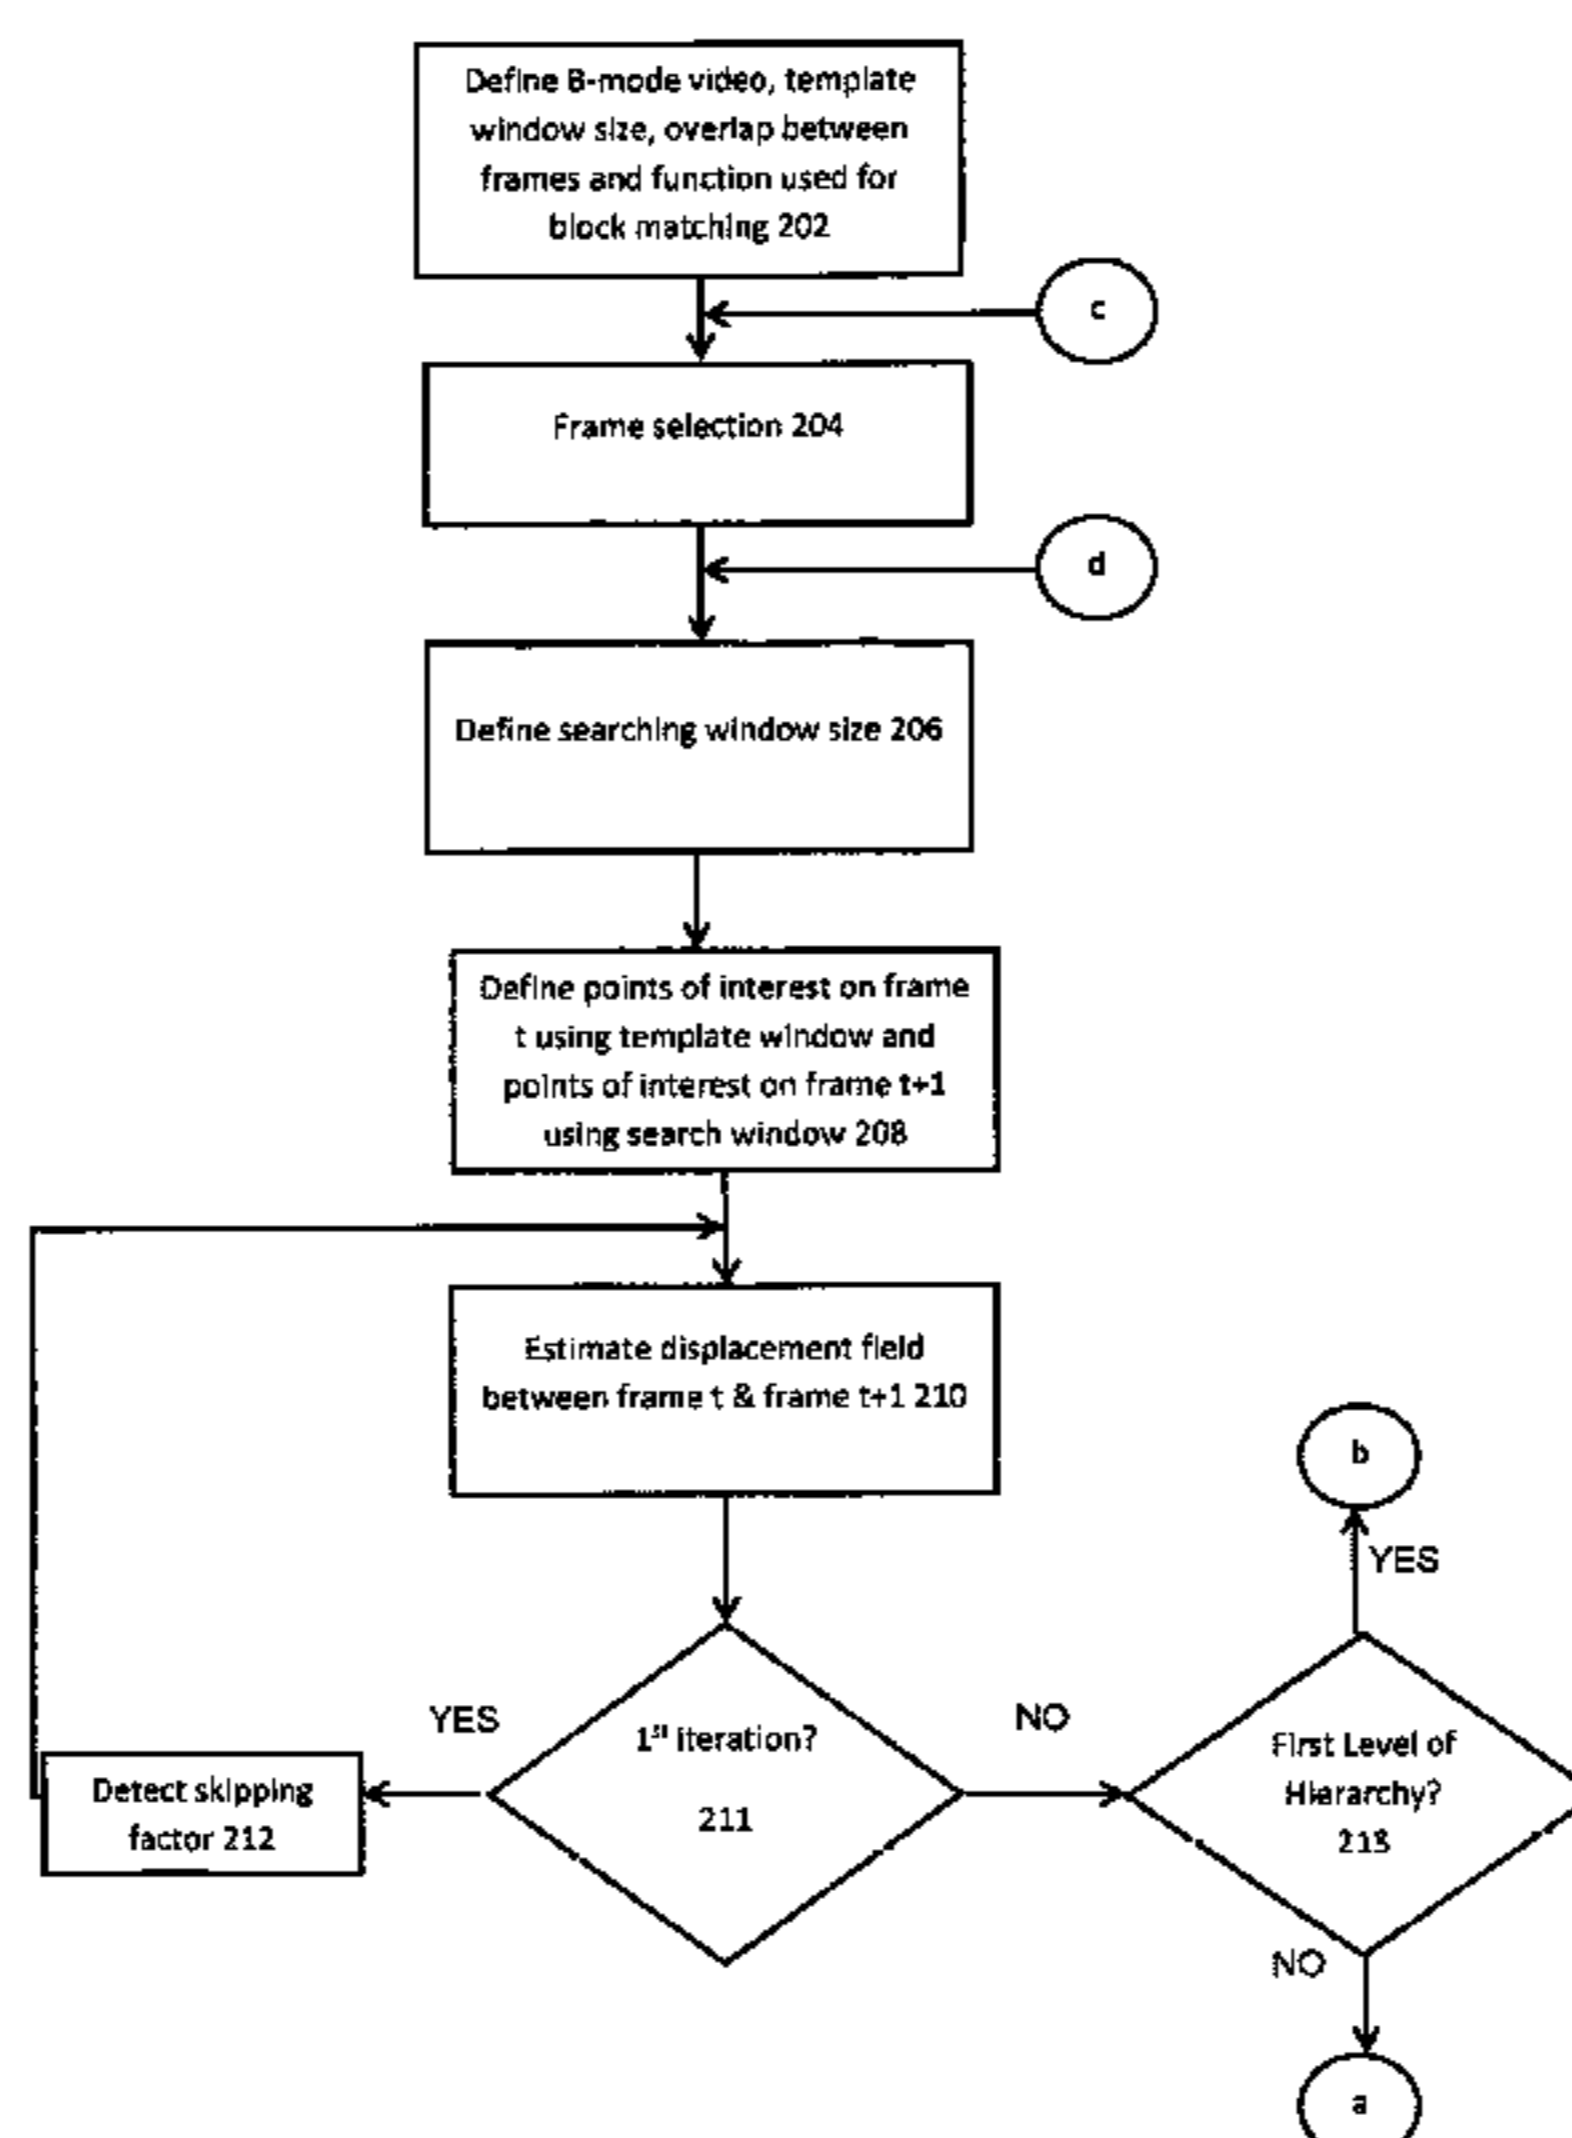 Define B-mode video, template
window size, overlap between
frames and function used for
block matching 202
c
Frame selection 204
d
Define searching window size 206
Define points of interest on frame
t using template window and
points of interest on frame t+1
using search window 208
Estimate displacement field
between frame t & frame t+1 210
b
YES
YES
1st iteration?
211
NO
First Level of
Hierarchy?
213
Detect skipping
factor 212
NO
a